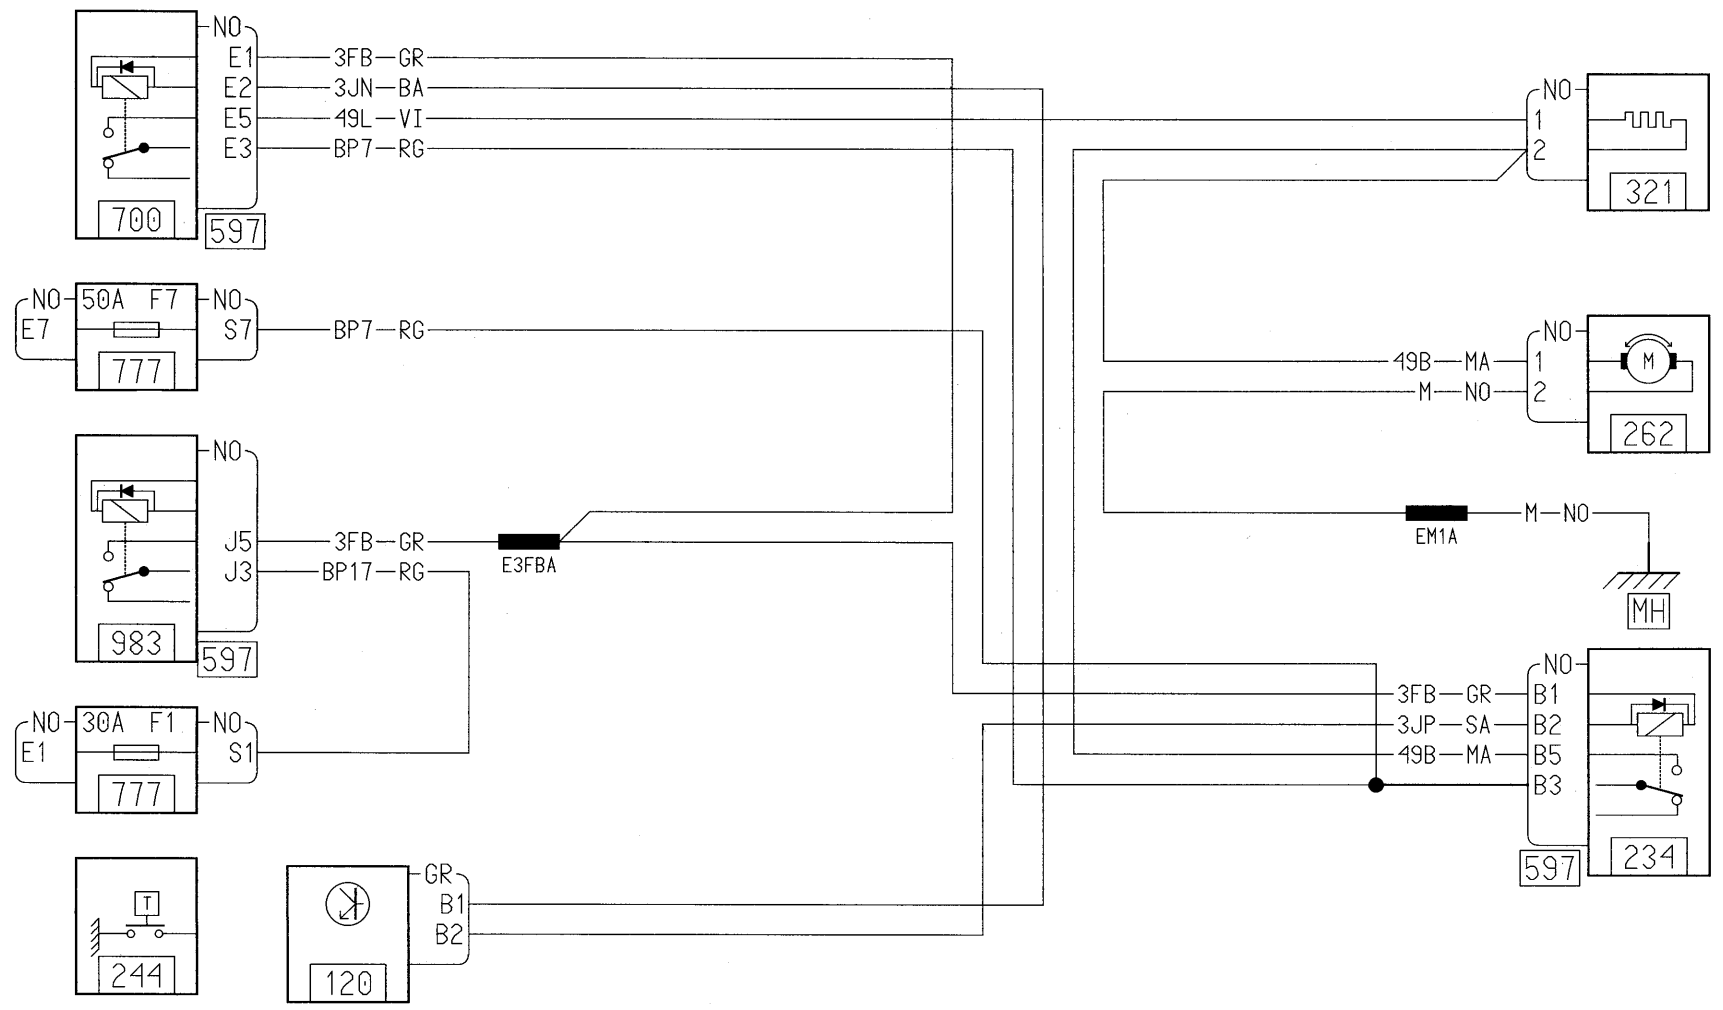 NO
E1 3FB GR
E2 3JN BA
E5 49L VI
E3 BP7 RG
700
597
NO
1
2
321
NO 50A F7 NO
E7 S7 BP7 RG
777
NO
49B MA 1
M
M NO 2
262
NO
J5 3FB GR
J3 BP17 RG
E3FBA
983
597
EM1A
M NO
MH
NO 30A F1 NO
E1 S1
777
NO
3FB GR B1
3JP SA B2
49B MA B5
B3
234
597
T
244
GR
B1
B2
120